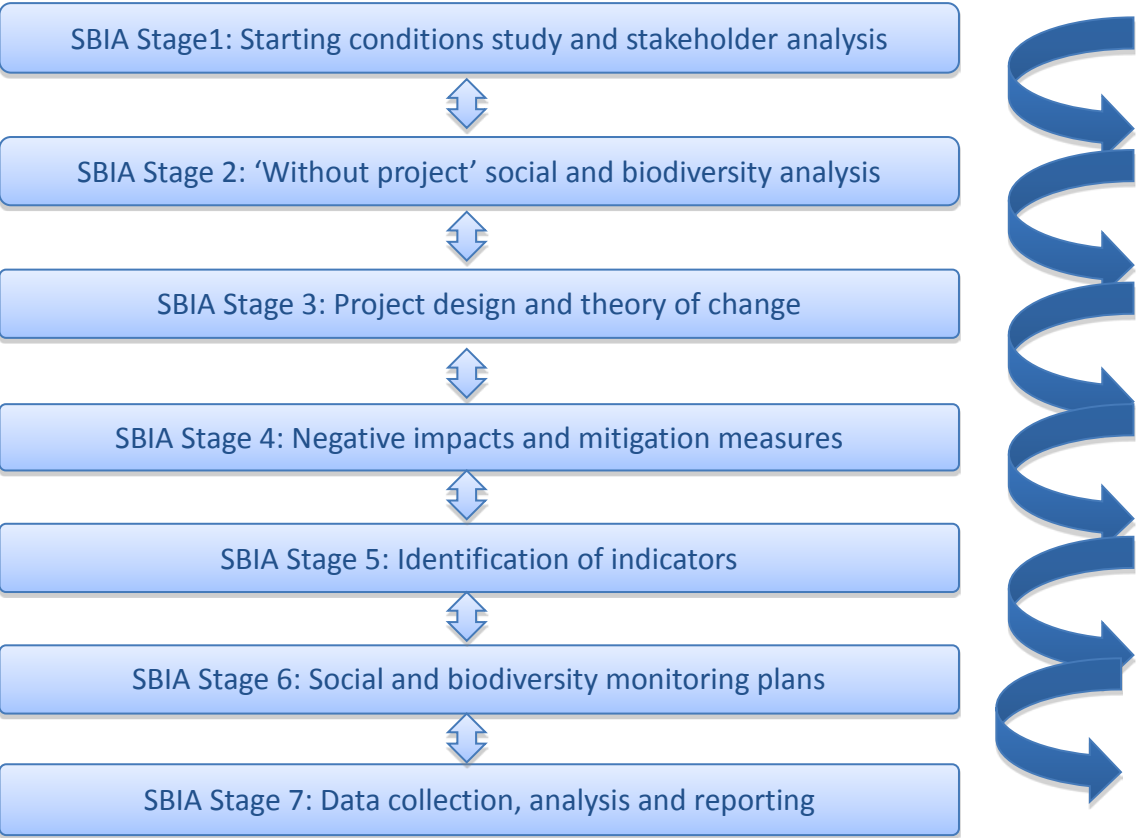 SBIA Stage1: Starting conditions study and stakeholder analysis
SBIA Stage 2: ‘Without project’ social and biodiversity analysis
SBIA Stage 3: Project design and theory of change
SBIA Stage 4: Negative impacts and mitigation measures
SBIA Stage 5: Identification of indicators
SBIA Stage 6: Social and biodiversity monitoring plans
SBIA Stage 7: Data collection, analysis and reporting